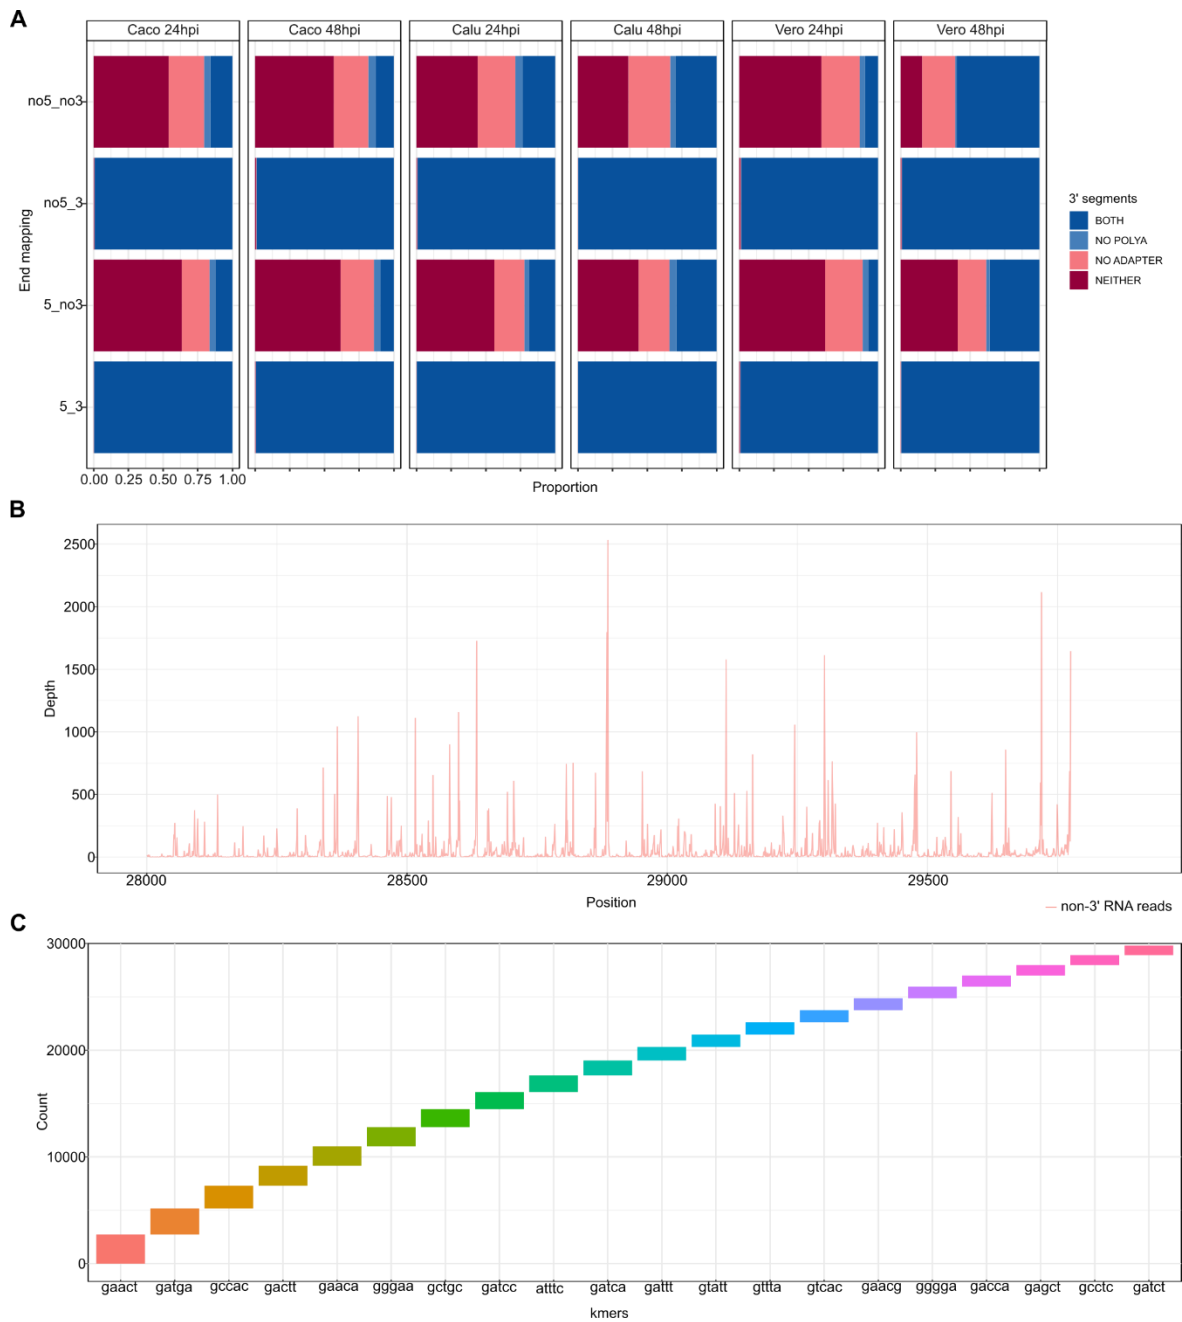 A
Caco 24hpi Caco 48hpi Calu 24hpi Calu 48hpi Vero 24hpi Vero 48hpi
no5_no3
no5_3
5_no3
5_3
End mapping
0.00 0.25 0.50 0.75 1.00
Proportion
3' segments
BOTH
NO POLYA
NO ADAPTER
NEITHER
B
2500
2000
1500
1000
500
0
Depth
28000 28500 29000 29500
Position
non-3' RNA reads
C
30000
20000
10000
0
Count
gaact gatga gccac gactt gaaca gggaa gctgc gatcc atttc gatca gattt gtatt gttta gtcac gaacg gggga gacca gagct gcctc gatct
kmers